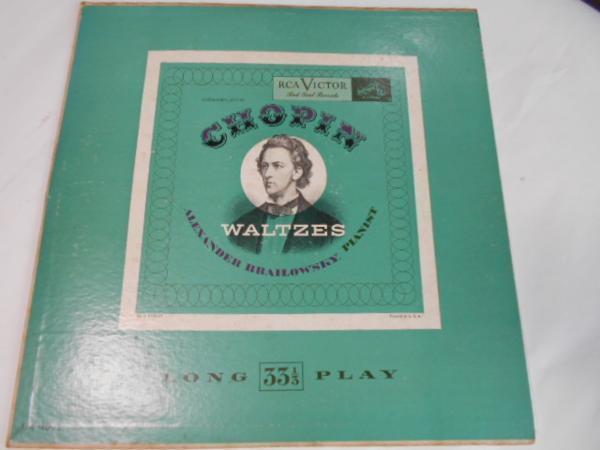 RCA VICTOR
Red Seal Records
CHOPIN
WALTZES
ALEXANDER BRAILOWSKY PIANIST
LONG 33⅓ PLAY